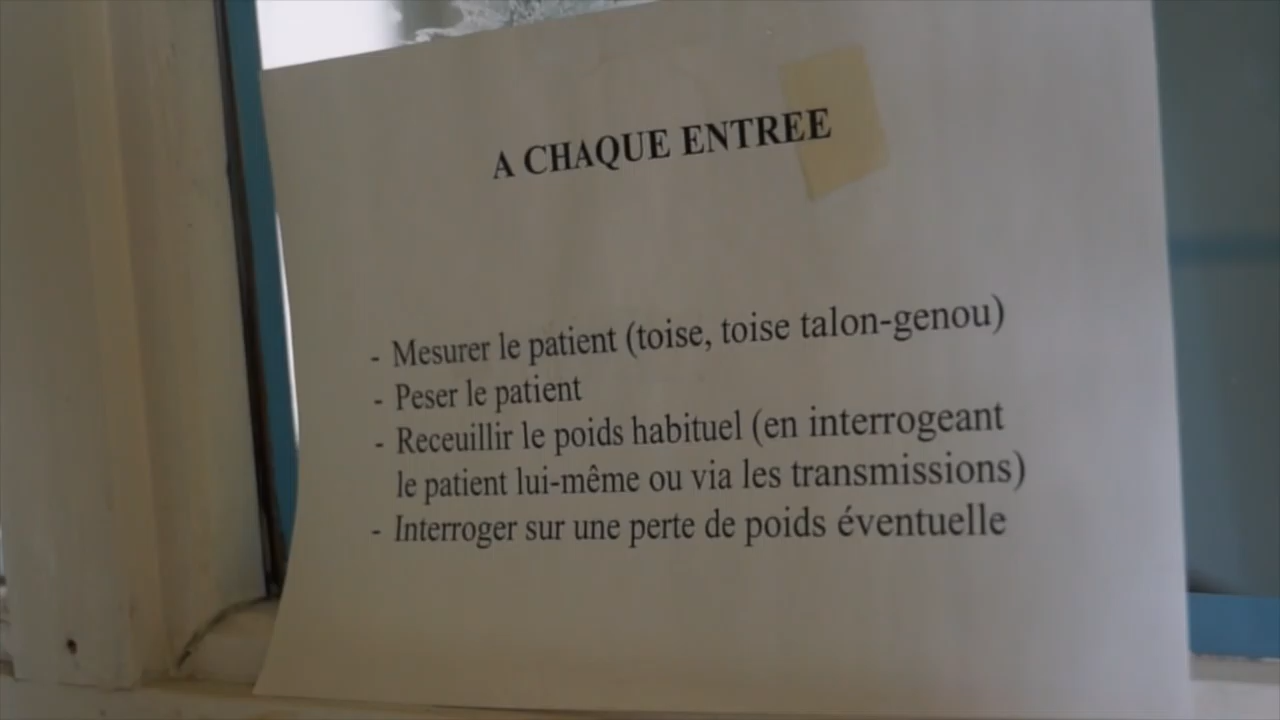 A CHAQUE ENTREE
- Mesurer le patient (toise, toise talon-genou)
- Peser le patient
- Receuillir le poids habituel (en interrogeant
le patient lui-même ou via les transmissions)
- Interroger sur une perte de poids éventuelle